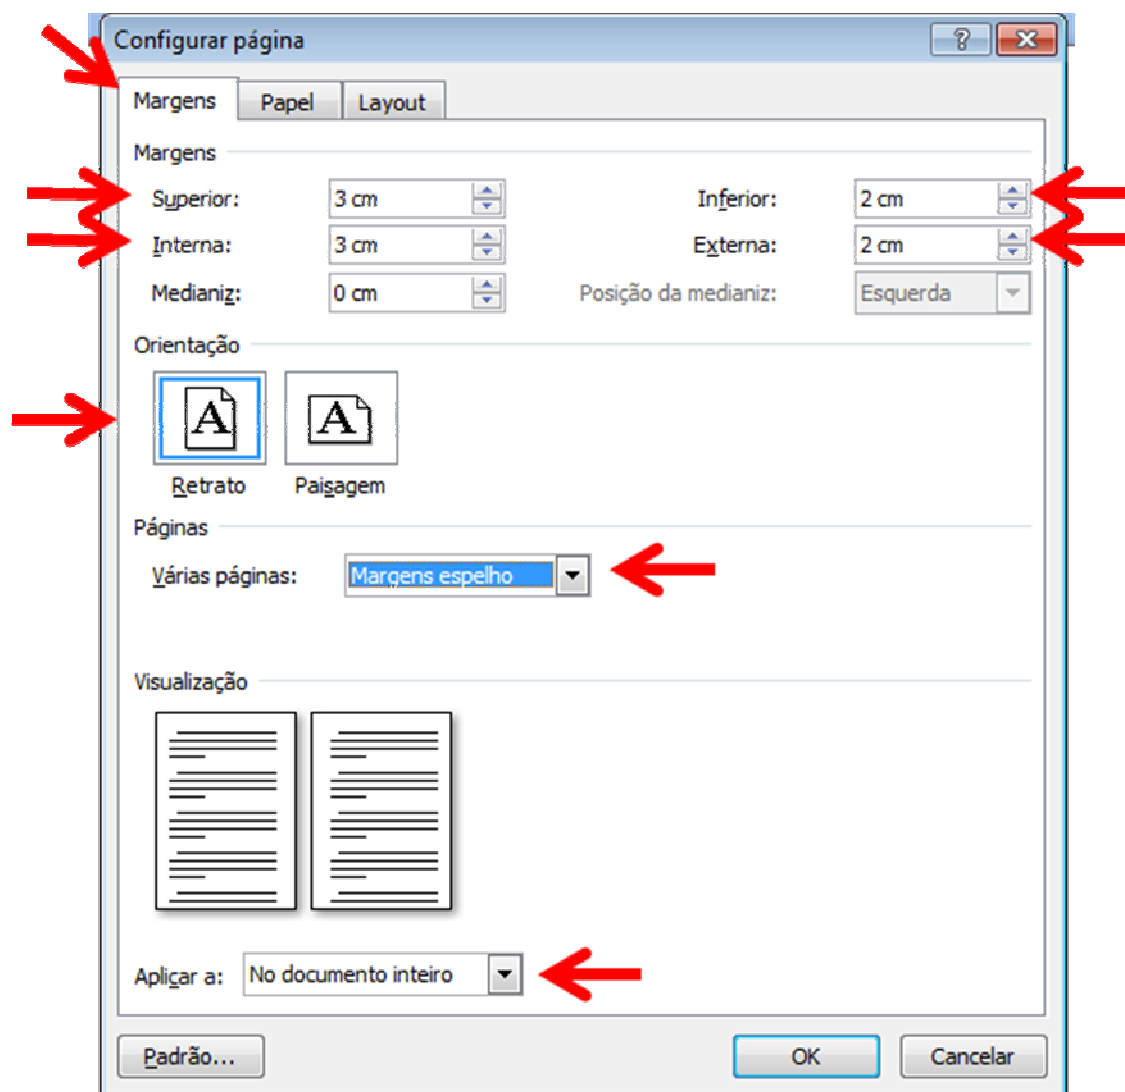 Configurar página
Margens Papel Layout
Margens
Superior: 3 cm Inferior: 2 cm
Interna: 3 cm Externa: 2 cm
Medianiz: 0 cm Posição da medianiz: Esquerda
Orientação
A A
Retrato Paisagem
Páginas
Várias páginas: Margens espelho
Visualização
Aplicar a: No documento inteiro
Padrão... OK Cancelar